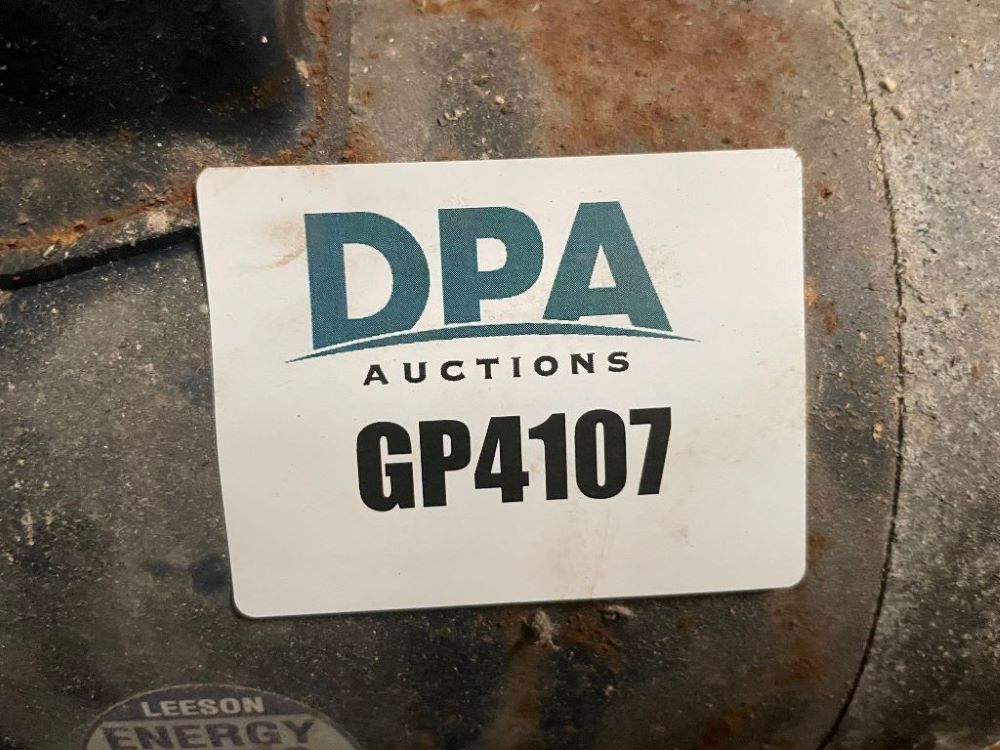 DPA
AUCTIONS
GP4107
LEESON
ENERGY